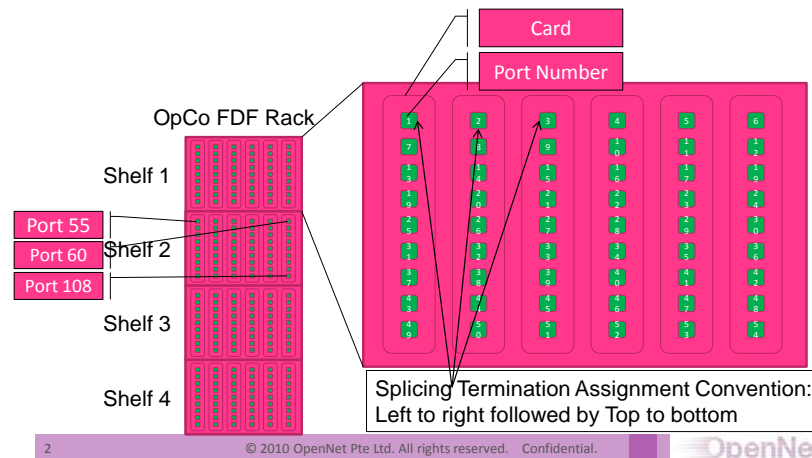 Card
Port Number
OpCo FDF Rack
Shelf 1
Shelf 2
Shelf 3
Shelf 4
Port 55
Port 60
Port 108
1 2 3 4 5 6
7 8 9 10 11 12
13 14 15 16 17 19
19 20 21 22 23 24
25 26 27 28 29 30
31 32 33 34 35 36
37 38 39 40 41 42
43 44 45 46 47 48
49 50 51 52 53 54
Splicing Termination Assignment Convention:
Left to right followed by Top to bottom
2
© 2010 OpenNet Pte Ltd. All rights reserved. Confidential.
OpenNe